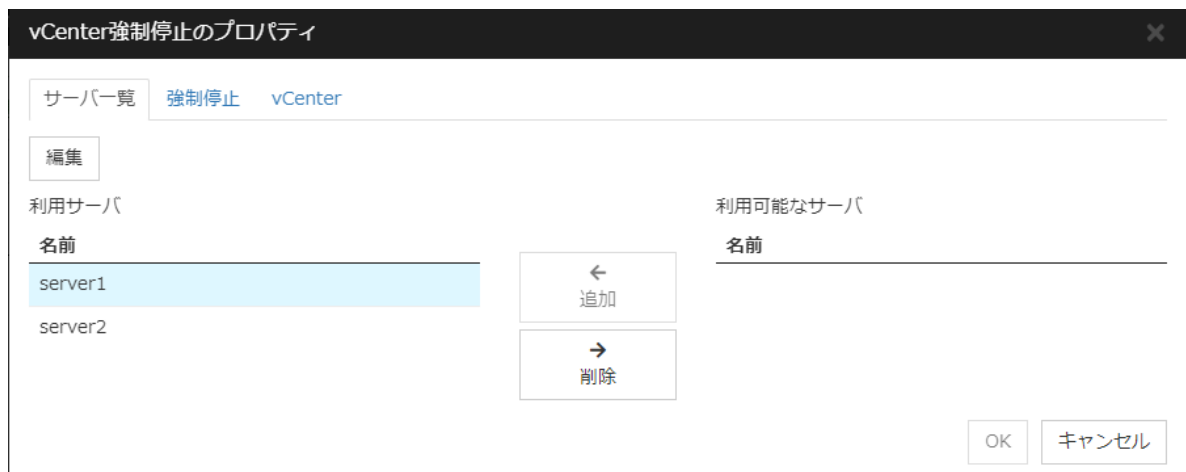 vCenter強制停止のプロパティ
サーバ一覧 強制停止 vCenter
編集
利用サーバ
名前
server1
server2
追加
削除
利用可能なサーバ
名前
OK キャンセル